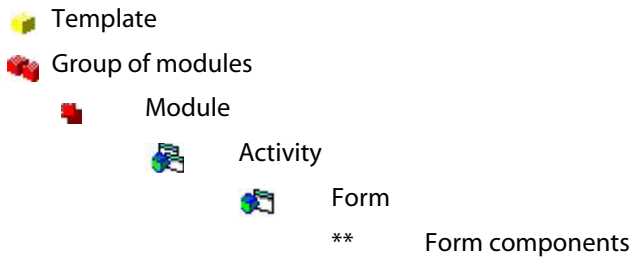 Template
Group of modules
Module
Activity
Form
** Form components